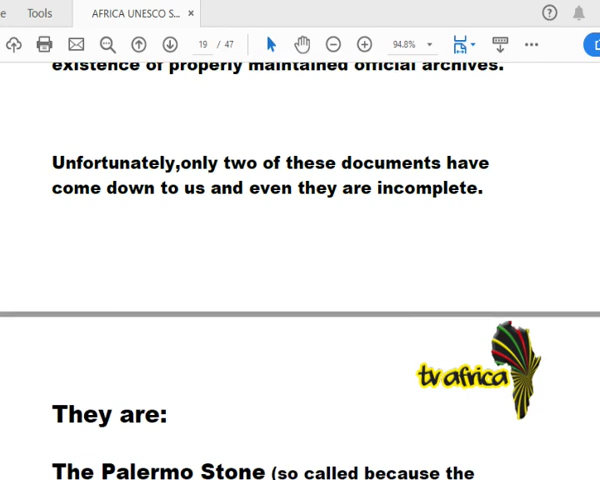 e Tools AFRICA UNESCO S... ×
19 / 47 94.8%
existence of properly maintained official archives.
Unfortunately,only two of these documents have
come down to us and even they are incomplete.
tv africa
They are:
The Palermo Stone (so called because the